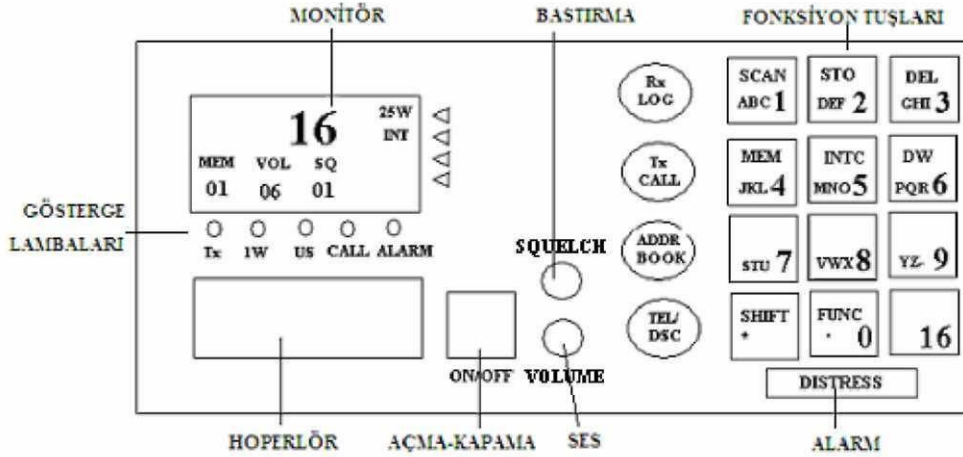 MONİTÖR BASTIRMA FONKSİYON TUŞLARI
16 25W
INT
MEM VOL SQ
01 06 01
GÖSTERGE
LAMBALARI
Tx 1W US CALL ALARM
SQUELCH
ON/OFF VOLUME
Rx
LOG
Tx
CALL
ADDR
BOOK
TEL/
DSC
SCAN STO DEL
ABC 1 DEF 2 GHI 3
MEM INTC DW
JKL 4 MNO 5 PQR 6
STU 7 VWX 8 YZ- 9
SHIFT FUNC
* · 0 16
DISTRESS
HOPERLÖR AÇMA-KAPAMA SES ALARM